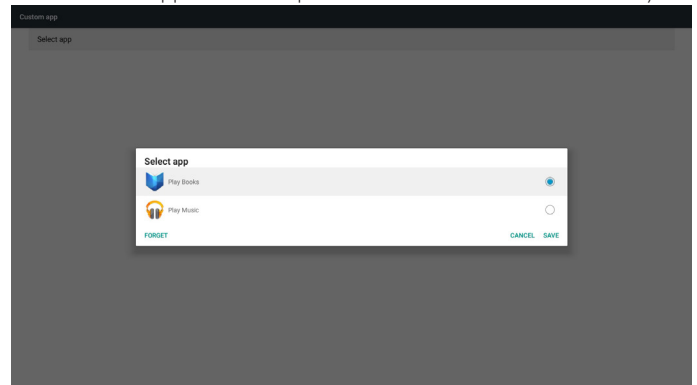 Custom app
Select app
Select app
Play Books
Play Music
FORGET CANCEL SAVE